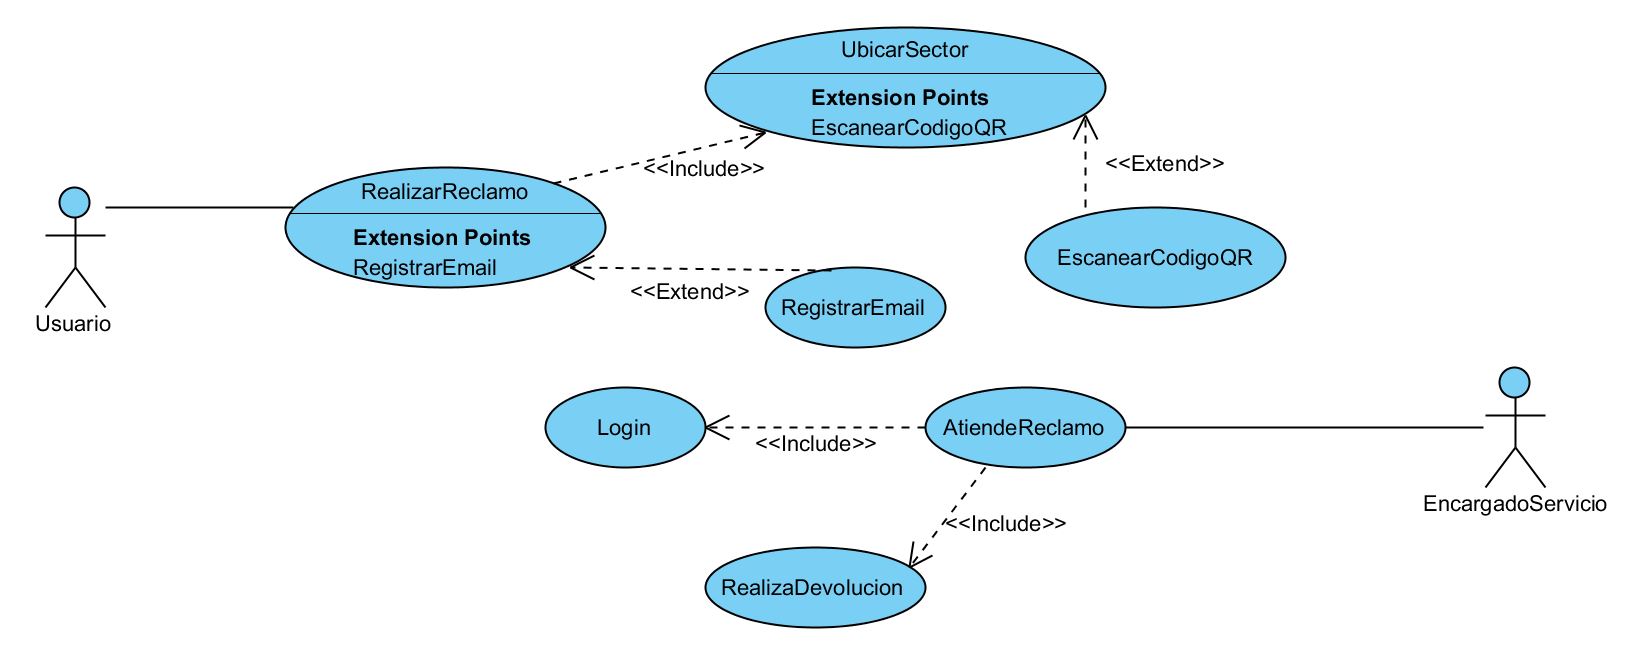 UbicarSector
Extension Points
EscanearCodigoQR
<<Include>>
<<Extend>>
RealizarReclamo
Extension Points
RegistrarEmail
EscanearCodigoQR
<<Extend>>
RegistrarEmail
Usuario
Login
<<Include>>
AtiendeReclamo
EncargadoServicio
<<Include>>
RealizaDevolucion